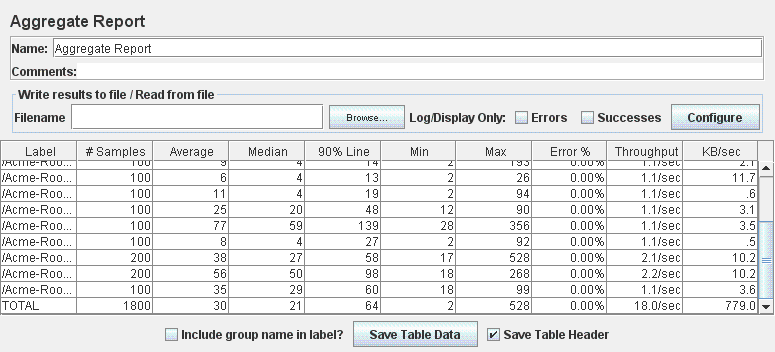 Aggregate Report
Name: Aggregate Report
Comments:
Write results to file / Read from file
Filename Browse... Log/Display Only: Errors Successes Configure
Label # Samples Average Median 90% Line Min Max Error % Throughput KB/sec
/Acme-Roo... 100 9 4 14 2 193 0.00% 1.1/sec 2.1
/Acme-Roo... 100 6 4 13 2 26 0.00% 1.1/sec 11.7
/Acme-Roo... 100 11 4 19 2 94 0.00% 1.1/sec .6
/Acme-Roo... 100 25 20 48 12 90 0.00% 1.1/sec 3.1
/Acme-Roo... 100 77 59 139 28 356 0.00% 1.1/sec 3.5
/Acme-Roo... 100 8 4 27 2 92 0.00% 1.1/sec .5
/Acme-Roo... 200 38 27 58 17 528 0.00% 2.1/sec 10.2
/Acme-Roo... 200 56 50 98 18 268 0.00% 2.2/sec 10.2
/Acme-Roo... 100 35 29 60 18 99 0.00% 1.1/sec 3.6
TOTAL 1800 30 21 64 2 528 0.00% 18.0/sec 779.0
Include group name in label? Save Table Data Save Table Header